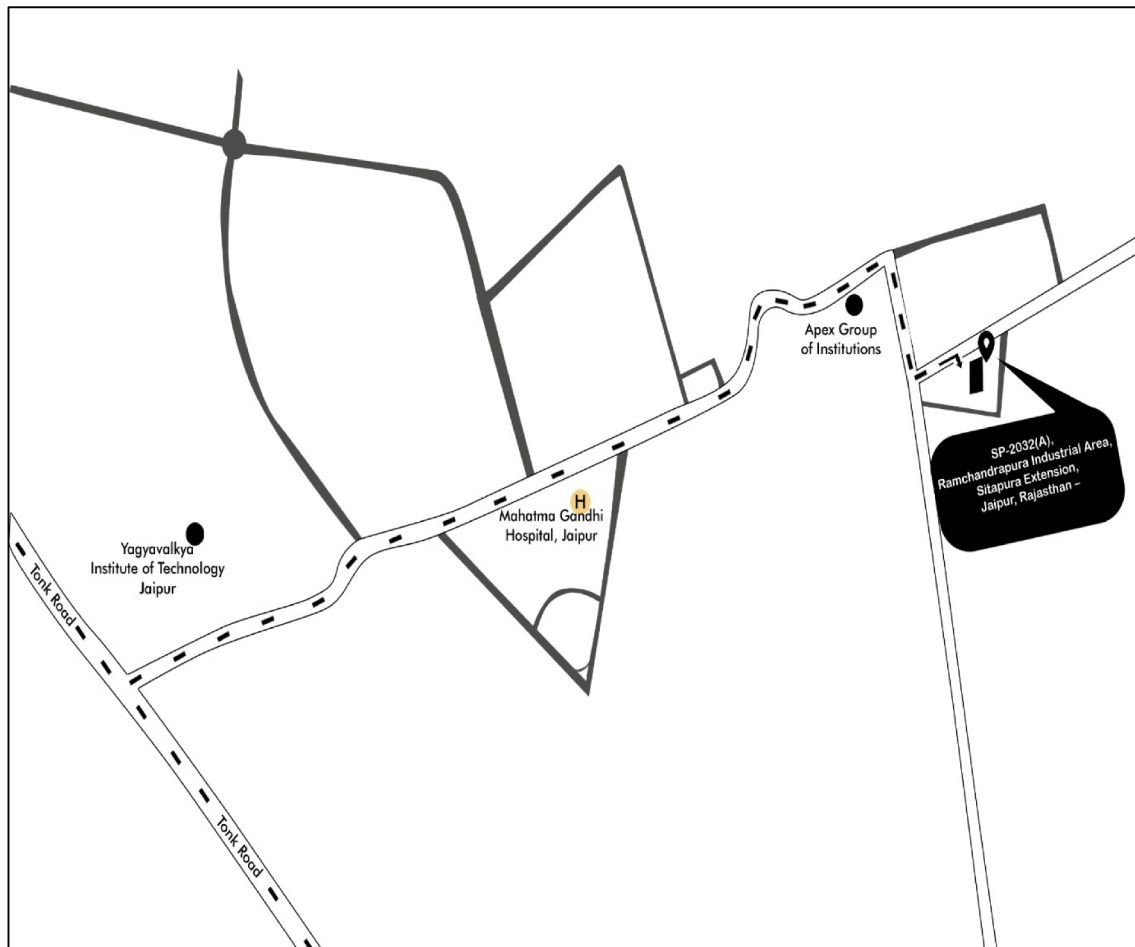 Apex Group
of Institutions
SP-2032(A),
Ramchandrapura Industrial Area,
Sitapura Extension,
Jaipur, Rajasthan –
H
Mahatma Gandhi
Hospital, Jaipur
Yagyavalkya
Institute of Technology
Jaipur
Tonk Road
Tonk Road